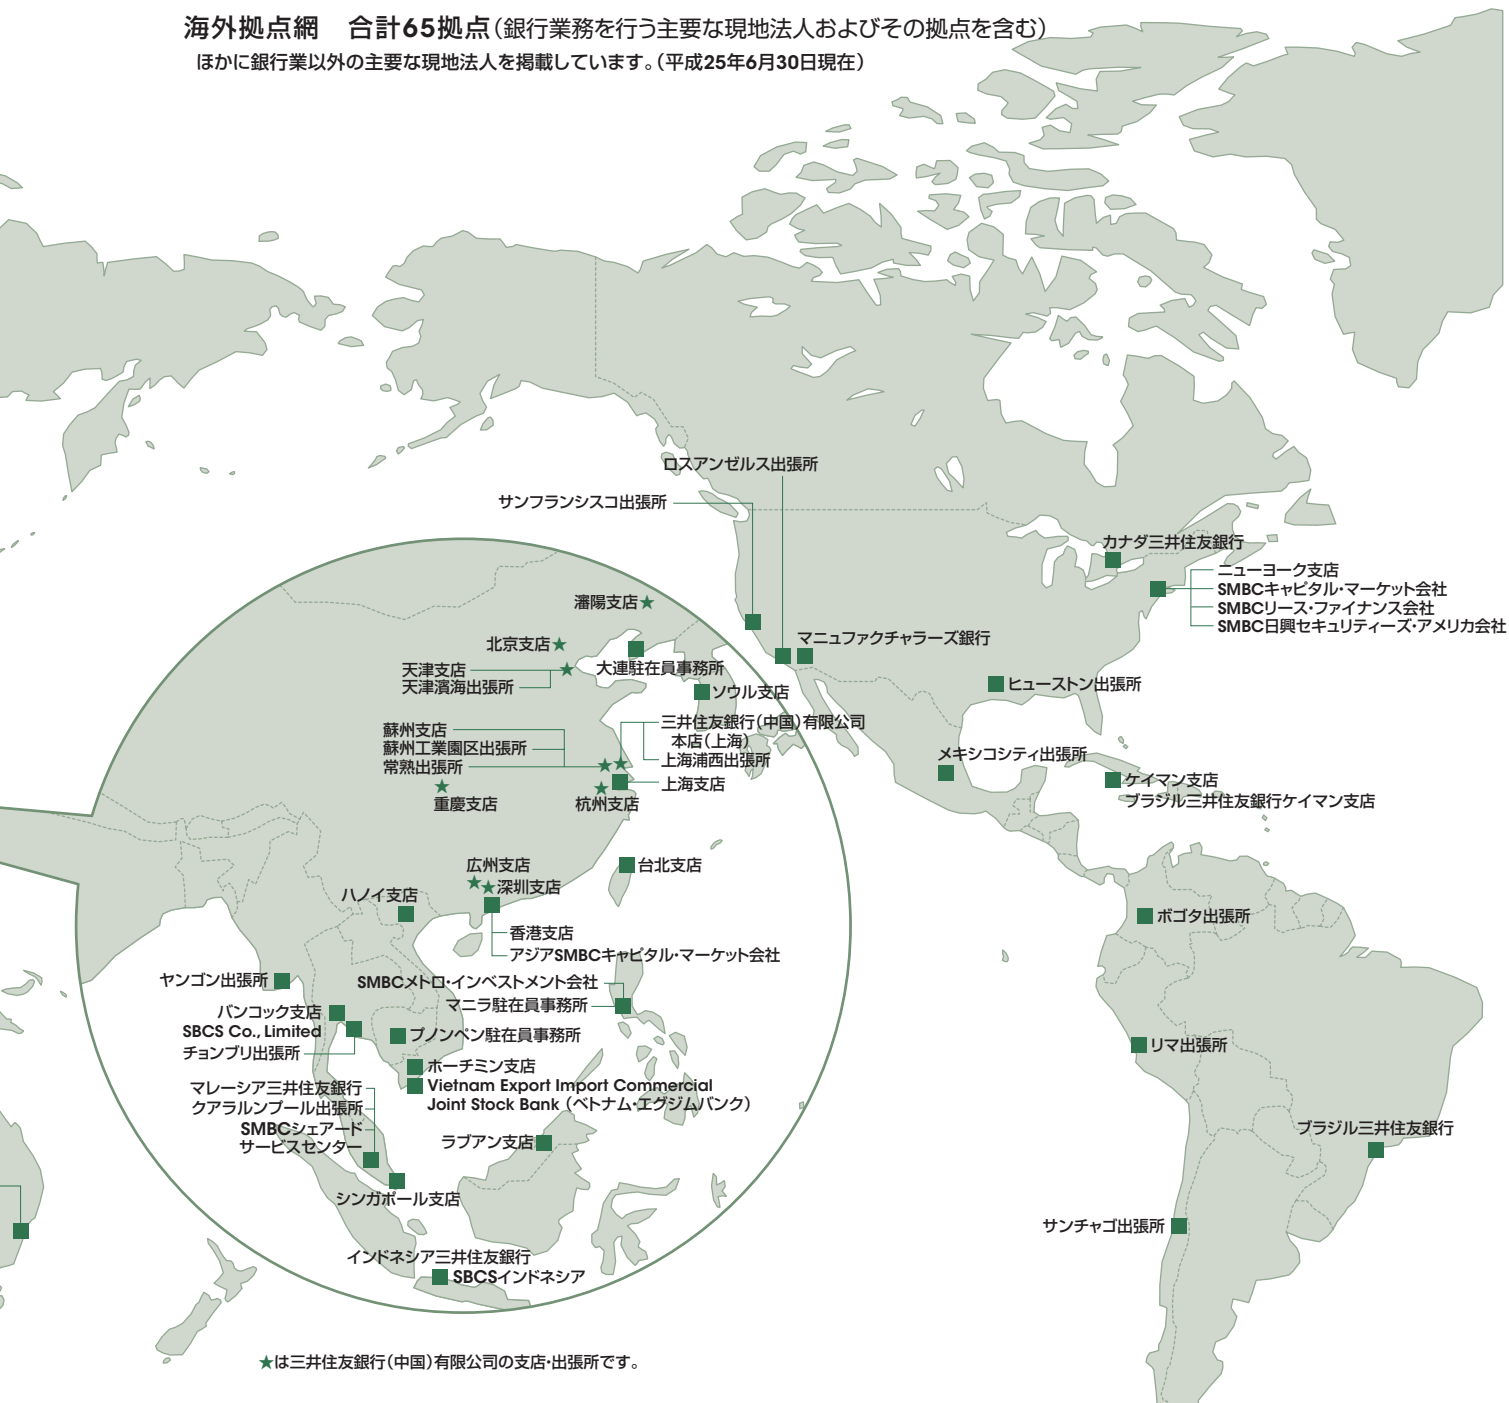 海外拠点網　合計65拠点（銀行業務を行う主要な現地法人およびその拠点を含む）
ほかに銀行業以外の主要な現地法人を掲載しています。（平成25年6月30日現在）
ロスアンゼルス出張所
サンフランシスコ出張所
カナダ三井住友銀行
ニューヨーク支店
SMBCキャピタル・マーケット会社
SMBCリース・ファイナンス会社
SMBC日興セキュリティーズ・アメリカ会社
マニュファクチャラーズ銀行
ヒューストン出張所
メキシコシティ出張所
ケイマン支店
ブラジル三井住友銀行ケイマン支店
ボゴタ出張所
リマ出張所
ブラジル三井住友銀行
サンチャゴ出張所
瀋陽支店★
北京支店★
天津支店
天津濱海出張所
大連駐在員事務所
ソウル支店
蘇州支店
蘇州工業園区出張所
常熟出張所
三井住友銀行（中国）有限公司
本店（上海）
上海浦西出張所
上海支店
重慶支店
杭州支店
広州支店
深圳支店
台北支店
ハノイ支店
香港支店
アジアSMBCキャピタル・マーケット会社
ヤンゴン出張所
SMBCメトロ・インベストメント会社
マニラ駐在員事務所
バンコック支店
SBCS Co., Limited
チョンブリ出張所
プノンペン駐在員事務所
ホーチミン支店
Vietnam Export Import Commercial
Joint Stock Bank（ベトナム・エグジムバンク）
マレーシア三井住友銀行
クアラルンプール出張所
SMBCシェアード
サービスセンター
ラブアン支店
シンガポール支店
インドネシア三井住友銀行
SBCSインドネシア
★は三井住友銀行（中国）有限公司の支店・出張所です。